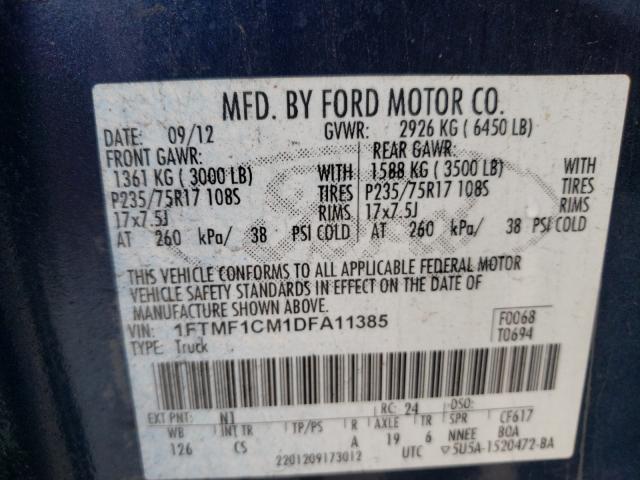 MFD. BY FORD MOTOR CO.
DATE: 09/12 GVWR: 2926 KG ( 6450 LB)
FRONT GAWR: REAR GAWR:
1361 KG ( 3000 LB) WITH 1588 KG ( 3500 LB) WITH
P235/75R17 108S TIRES P235/75R17 108S TIRES
17x7.5J RIMS 17x7.5J RIMS
AT 260 kPa/ 38 PSI COLD AT 260 kPa/ 38 PSI COLD
THIS VEHICLE CONFORMS TO ALL APPLICABLE FEDERAL MOTOR
VEHICLE SAFETY STANDARDS IN EFFECT ON THE DATE OF
MANUFACTURE SHOWN ABOVE.
VIN: 1FTMF1CM1DFA11385 F0068
TYPE: Truck T0694
EXT PNT: N1 RC: 24 DSO:
WB INT TR TP/PS R AXLE TR SPR CF617
126 CS A 19 6 NNEE BOA
2201209173012 UTC ▽5U5A-1520472-BA